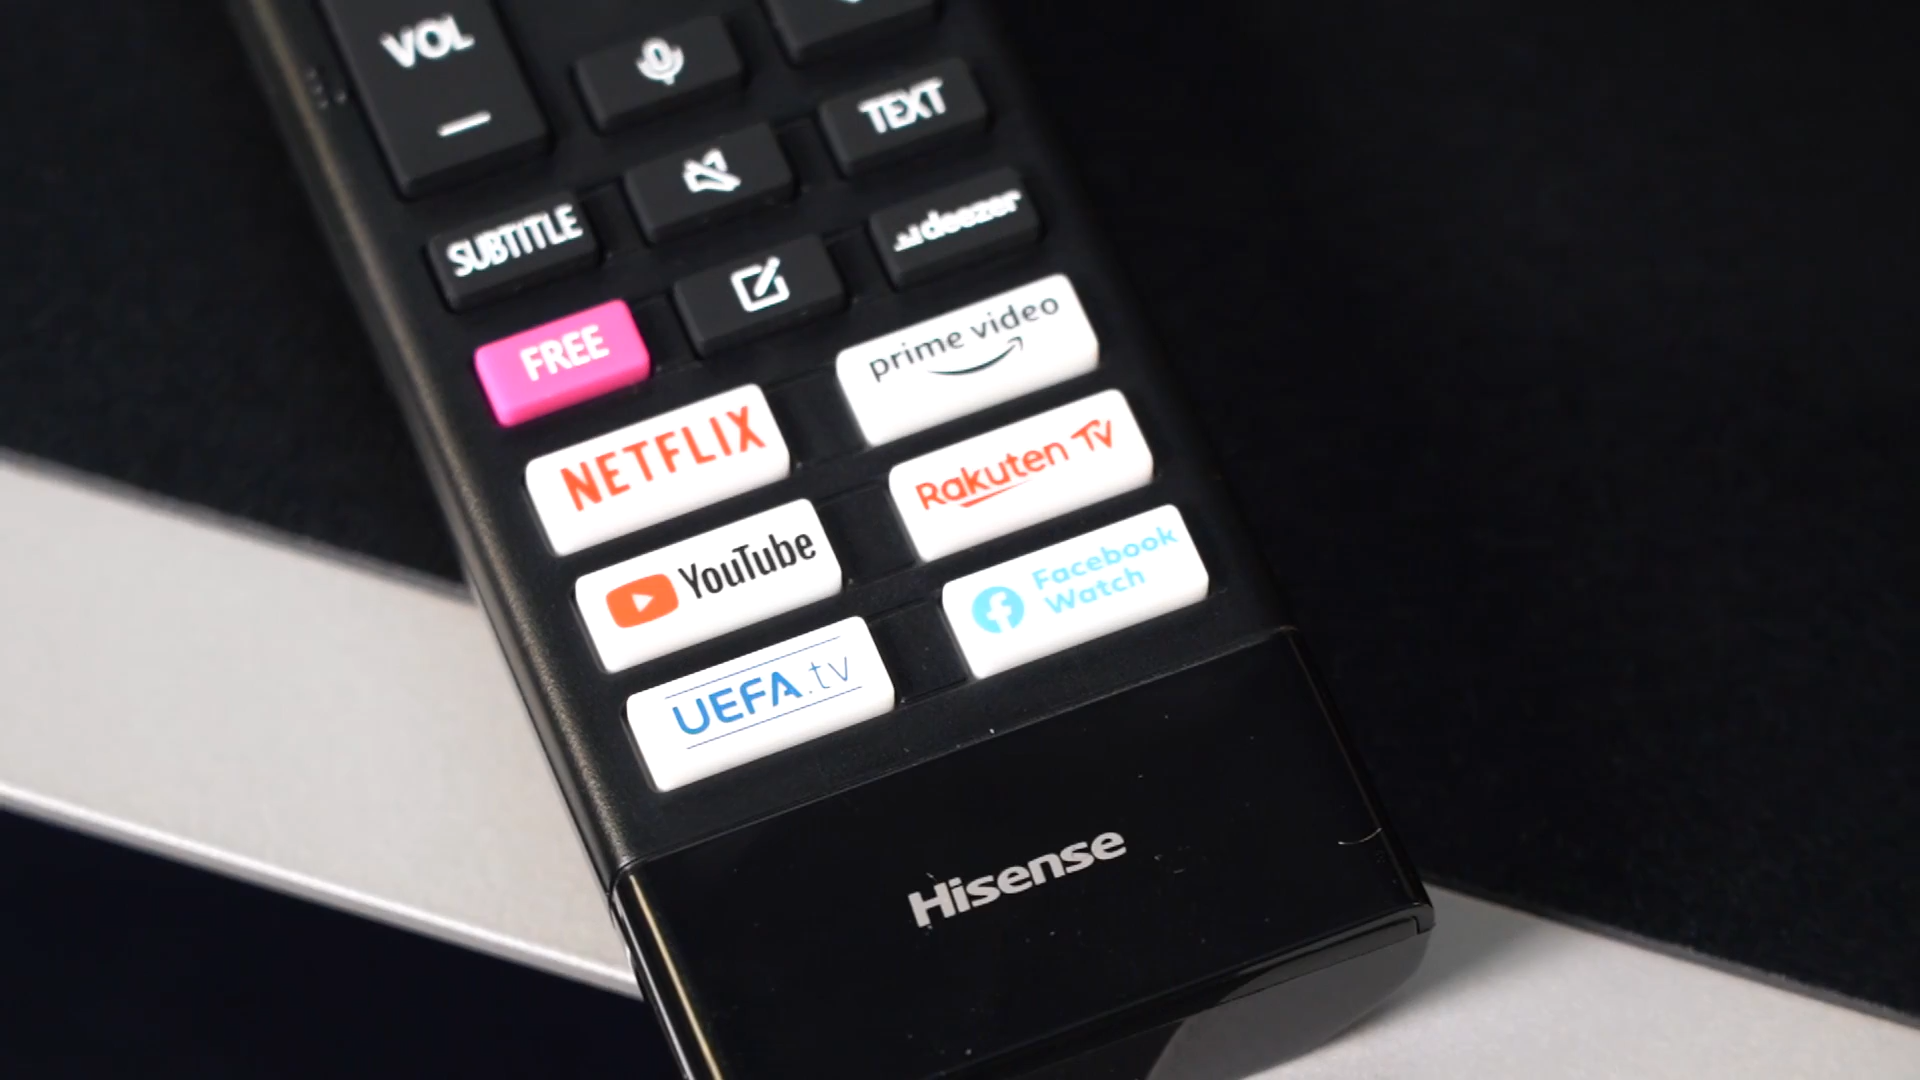 VOL
TEXT
SUBTITLE
deezer
FREE
prime video
NETFLIX
Rakuten TV
YouTube
Facebook
Watch
UEFA.tv
Hisense